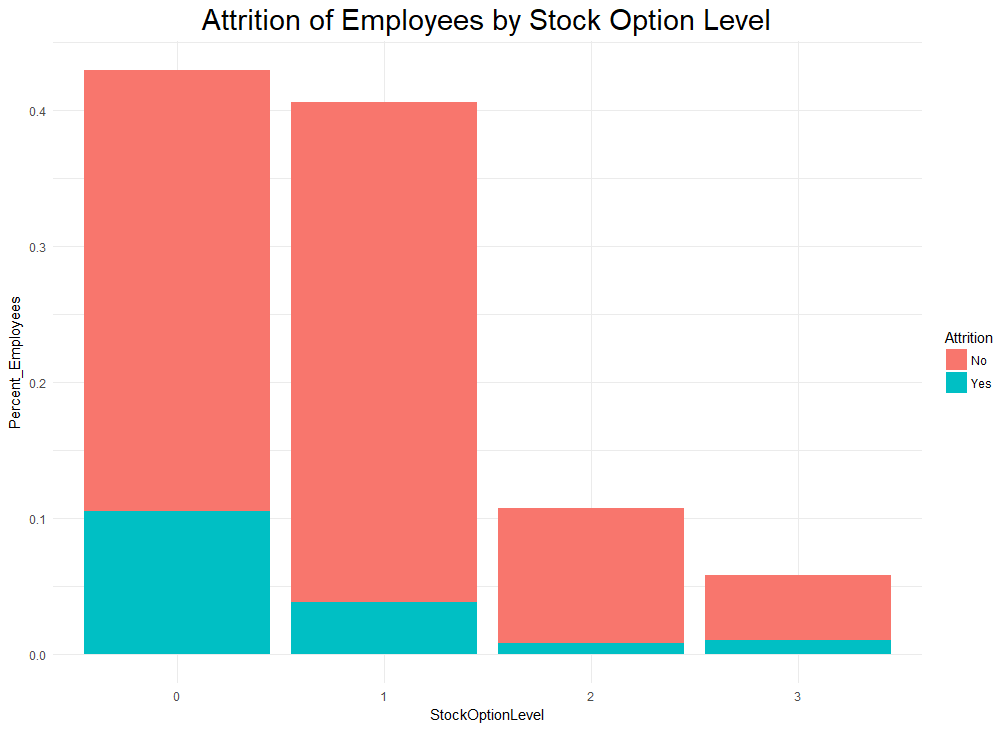 Attrition of Employees by Stock Option Level
Percent_Employees
0.4
0.3
0.2
0.1
0.0
0 1 2 3
StockOptionLevel
Attrition
No
Yes